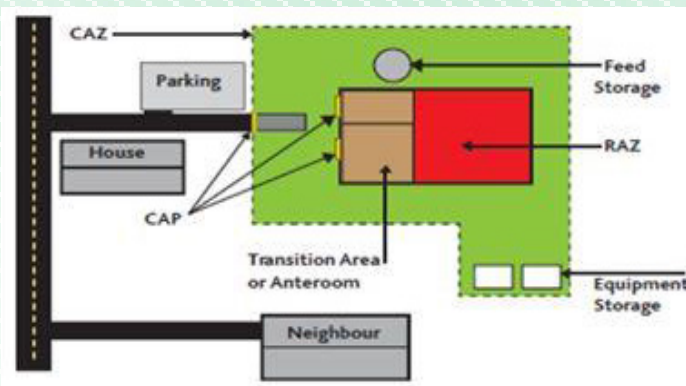 CAZ
Parking
Feed
Storage
House
RAZ
CAP
Transition Area
or Anteroom
Equipment
Storage
Neighbour